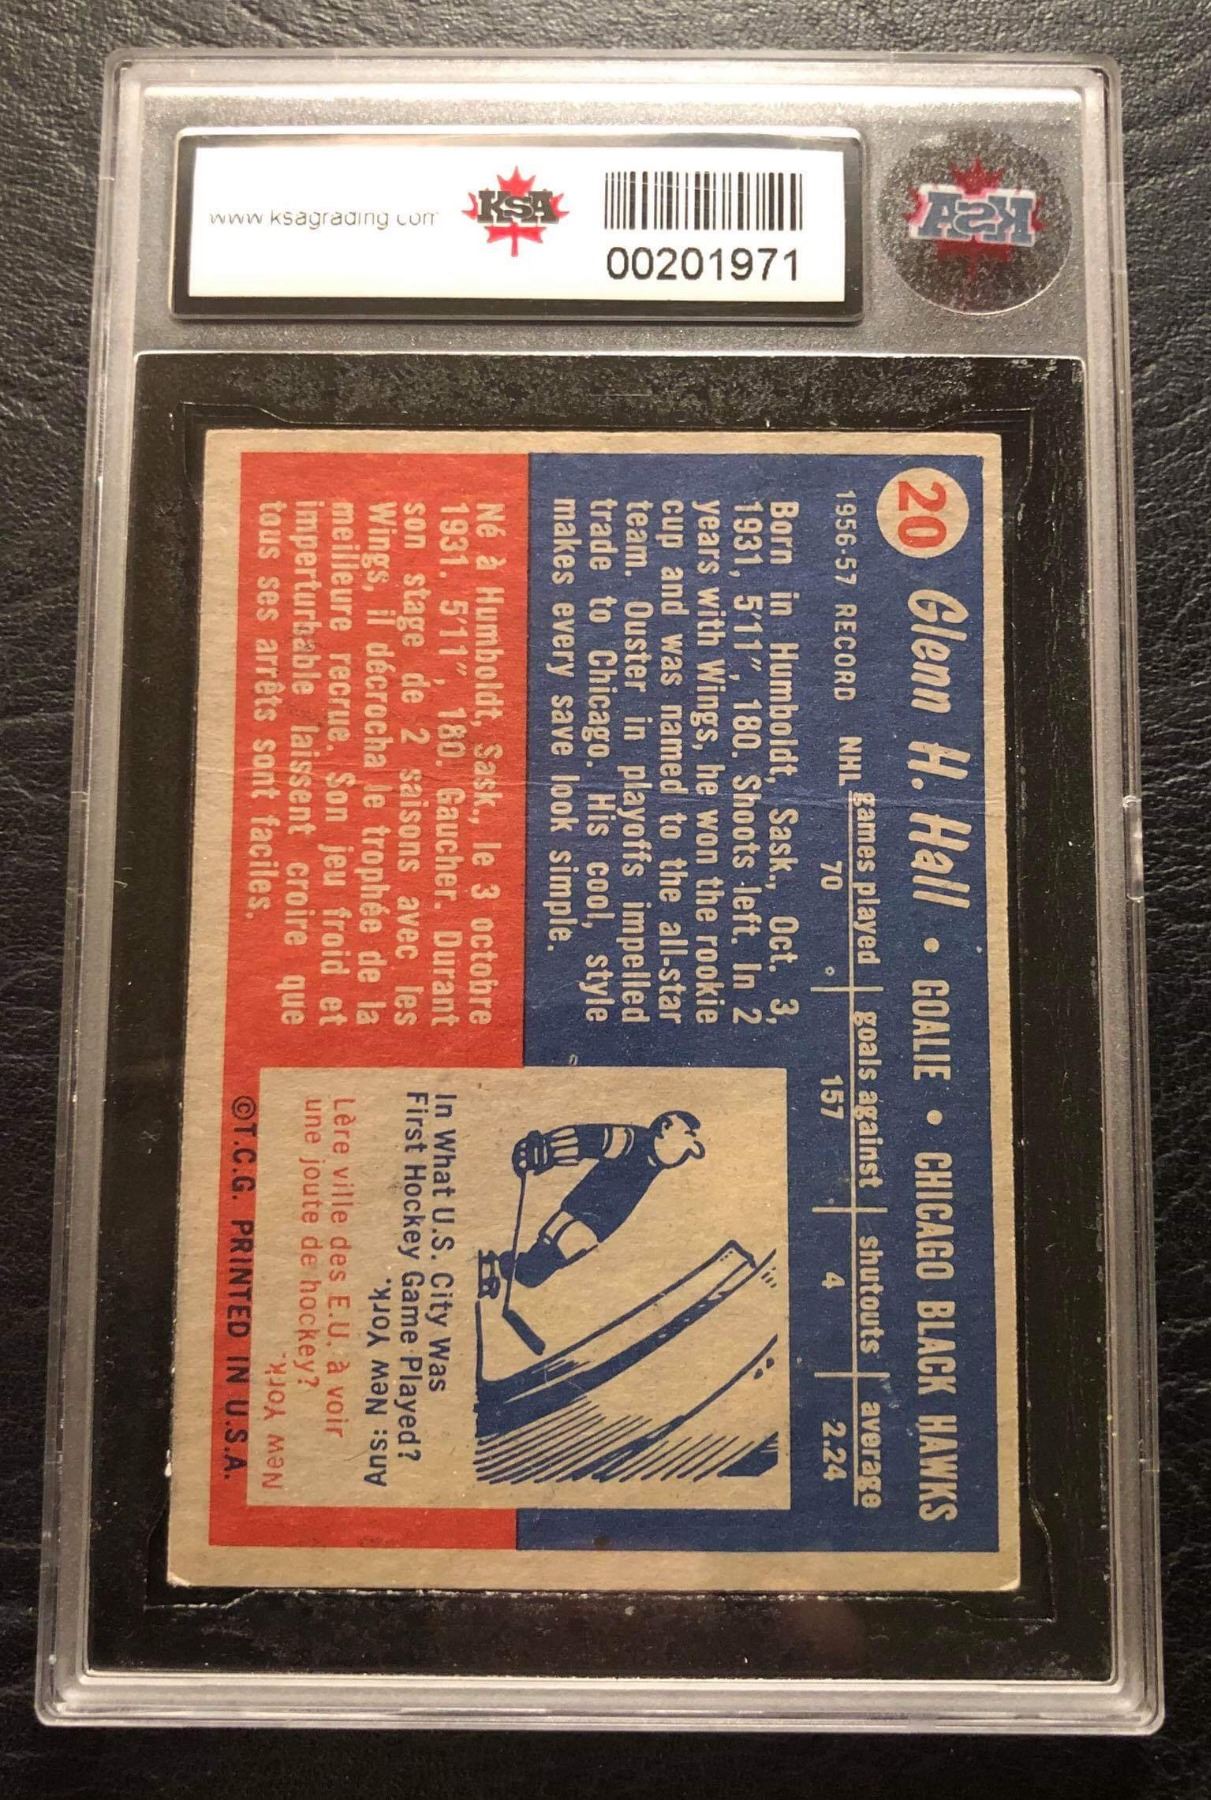 www.ksagrading.com
KSA
00201971
KSA
20 Glenn H. Hall • GOALIE • CHICAGO BLACK HAWKS
1956-57 RECORD NHL games played goals against shutouts average
70 157 4 2.24
Born in Humboldt, Sask., Oct. 3,
1931, 5'11", 180. Shoots left. In 2
years with Wings, he won the rookie
cup and was named to the all-star
team. Ouster in playoffs impelled
trade to Chicago. His cool, style
makes every save look simple.
Né à Humboldt, Sask., le 3 octobre
1931. 5'11", 180. Gaucher. Durant
son stage de 2 saisons avec les
Wings, il décrocha le trophée de la
meilleure recrue. Son jeu froid et
imperturbable laissent croire que
tous ses arrêts sont faciles.
In What U.S. City Was
First Hockey Game Played?
Ans: New York.
Lère ville des E.U. à voir
une joute de hockey?
New York.
©T.C.G. PRINTED IN U.S.A.